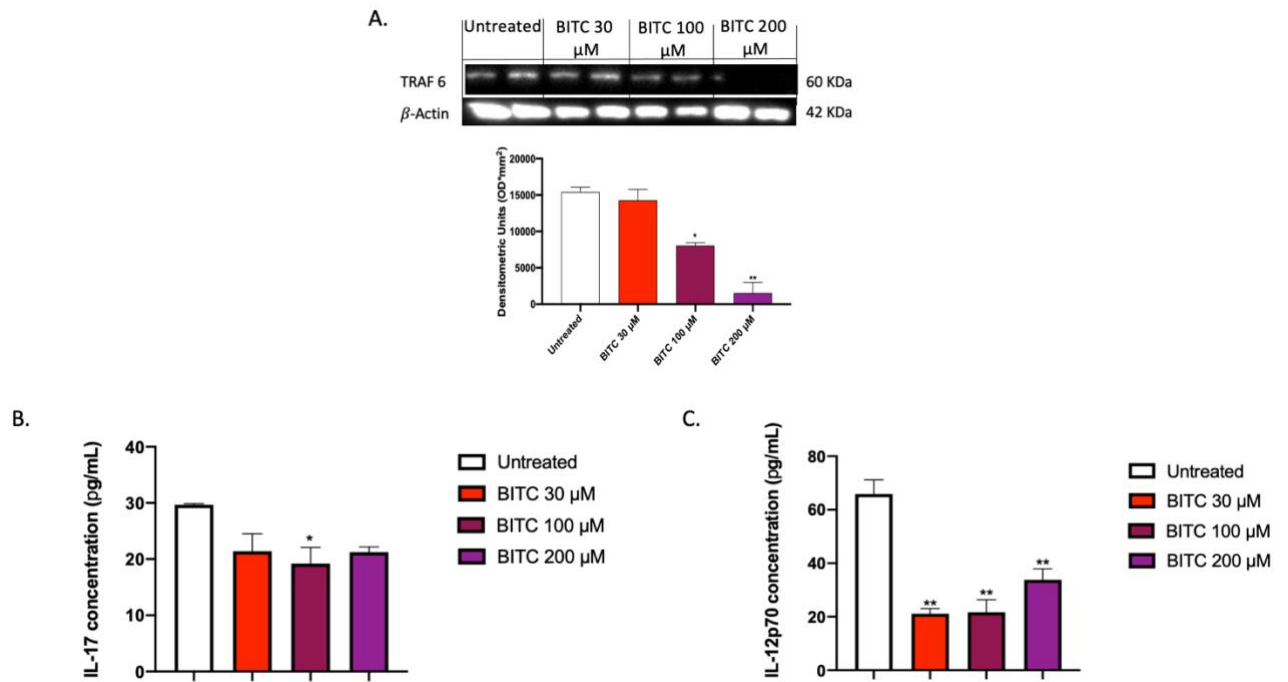 A.
Untreated BITC 30 µM BITC 100 µM BITC 200 µM
TRAF 6 60 KDa
β-Actin 42 KDa
Densitometric Units (OD*mm²)
20000
15000
10000
5000
0
*
**
Untreated BITC 30 µM BITC 100 µM BITC 200 µM
B.
IL-17 concentration (pg/mL)
40
30
20
10
0
*
Untreated
BITC 30 µM
BITC 100 µM
BITC 200 µM
C.
IL-12p70 concentration (pg/mL)
80
60
40
20
0
** ** **
Untreated
BITC 30 µM
BITC 100 µM
BITC 200 µM